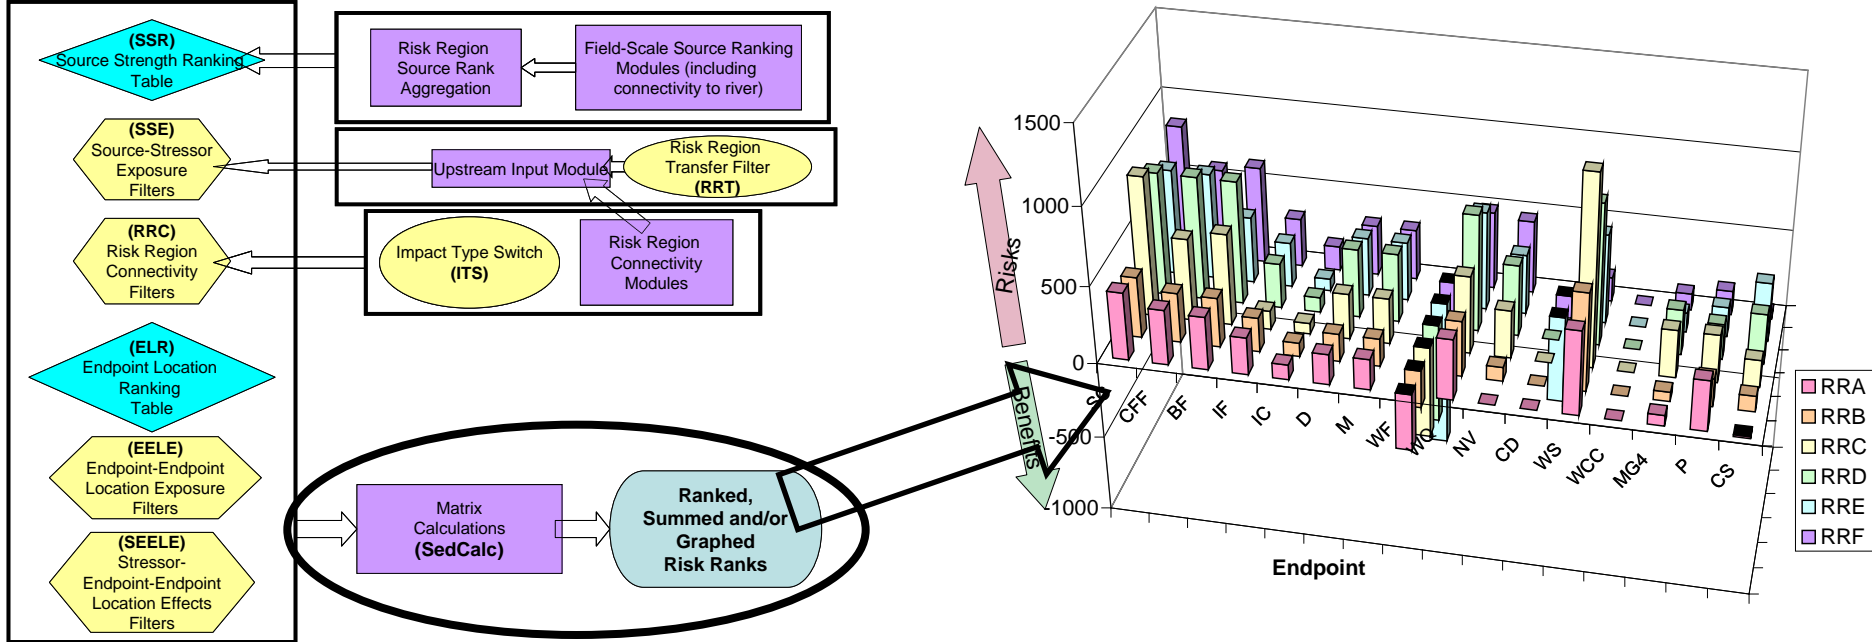 (SSR)
Source Strength Ranking
Table
(SSE)
Source-Stressor
Exposure
Filters
(RRC)
Risk Region
Connectivity
Filters
(ELR)
Endpoint Location
Ranking
Table
(EELE)
Endpoint-Endpoint
Location Exposure
Filters
(SEELE)
Stressor-
Endpoint-Endpoint
Location Effects
Filters
Risk Region
Source Rank
Aggregation
Field-Scale Source Ranking
Modules (including
connectivity to river)
Upstream Input Module
Risk Region
Transfer Filter
(RRT)
Impact Type Switch
(ITS)
Risk Region
Connectivity
Modules
Matrix
Calculations
(SedCalc)
Ranked,
Summed and/or
Graphed
Risk Ranks
Risks
Benefits
1500
1000
500
0
-500
-1000
CFF
BF
IF
IC
D
M
WF
NV
CD
WS
WCC
MG4
P
CS
Endpoint
RRA
RRB
RRC
RRD
RRE
RRF